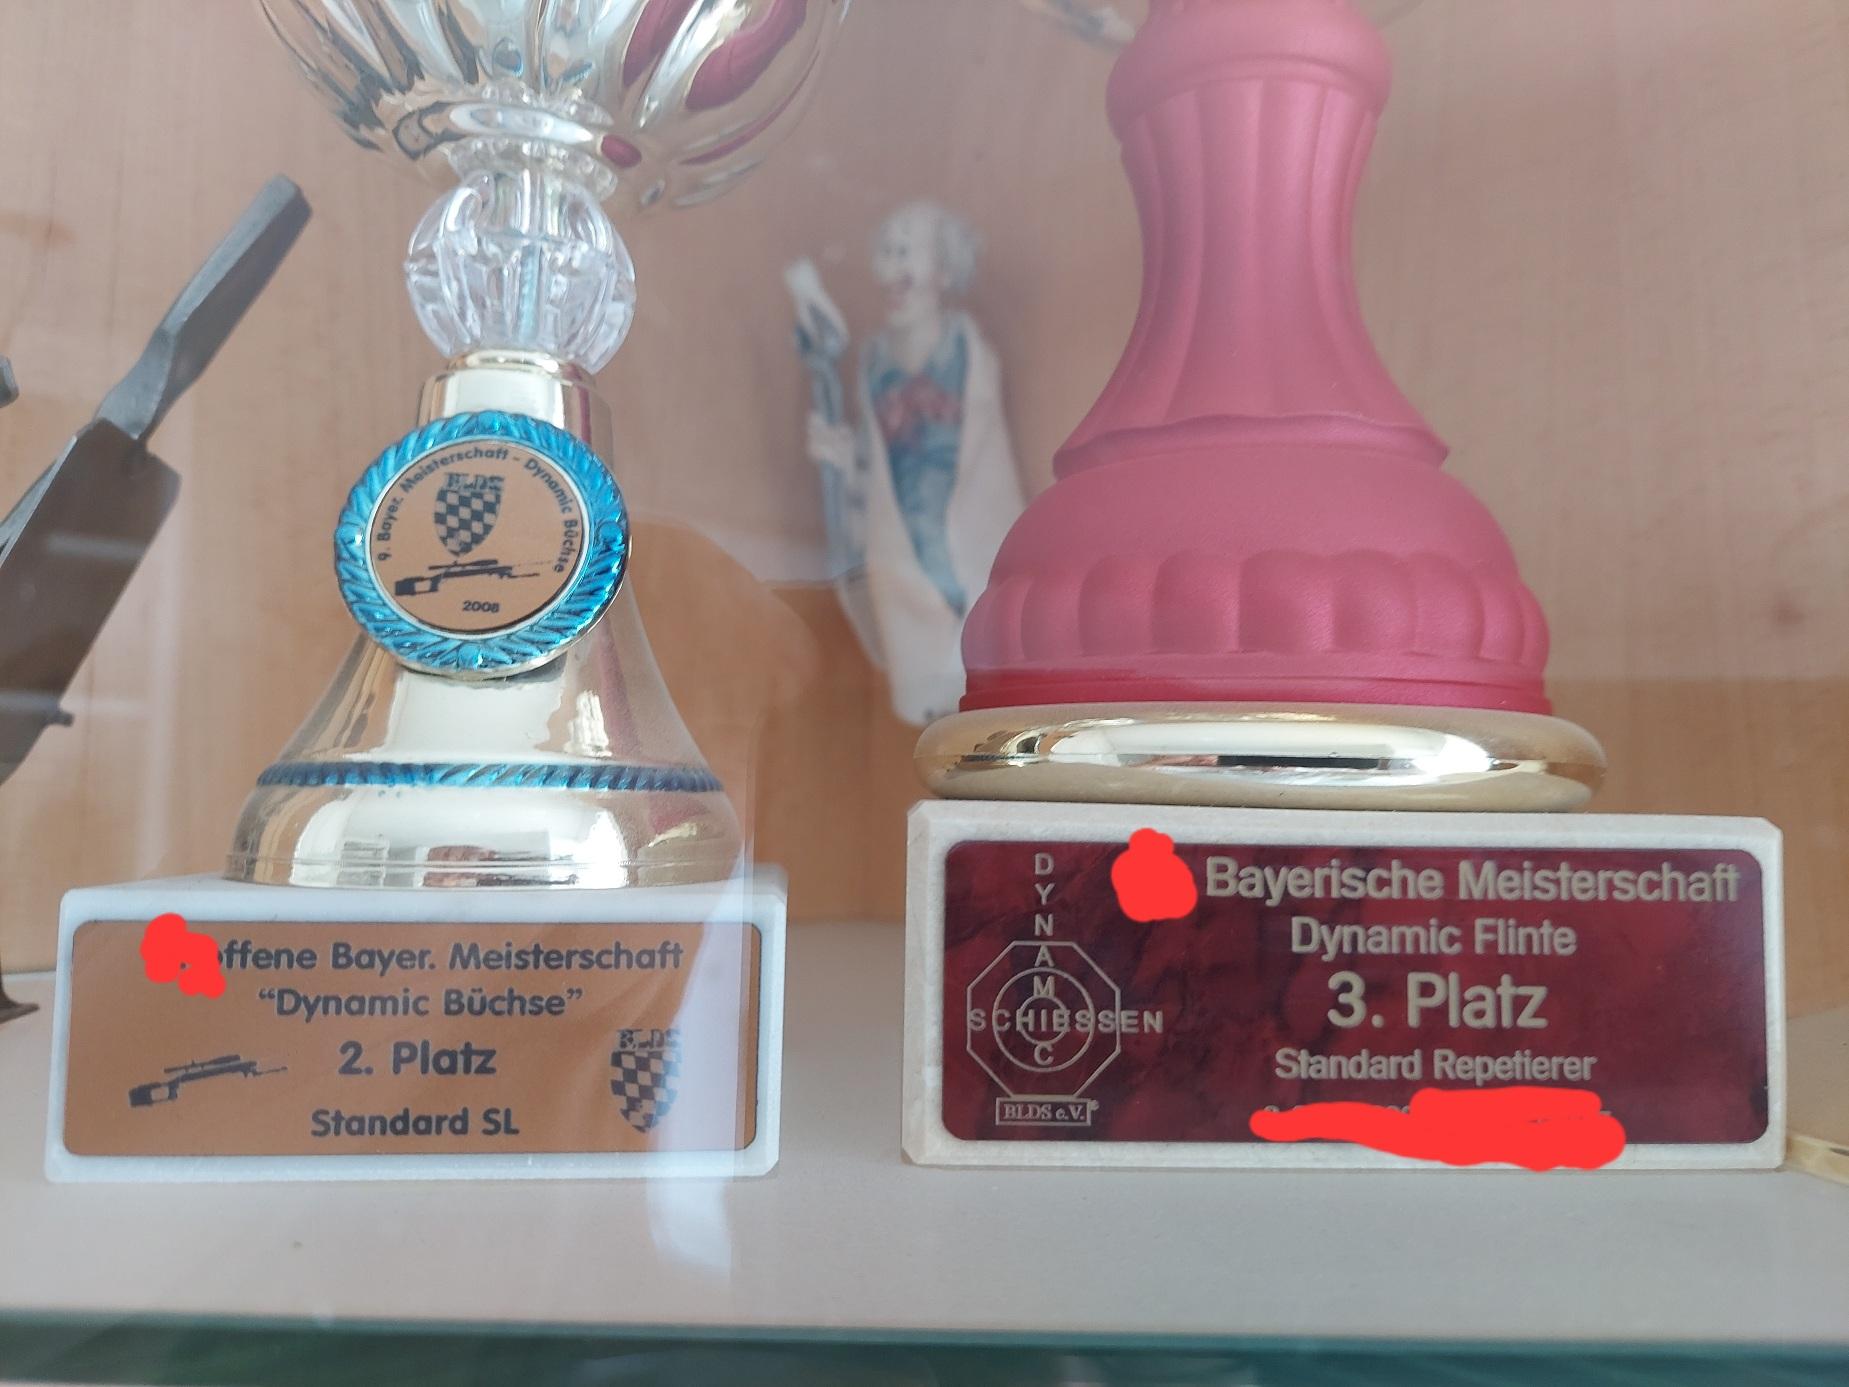 9. Bayer. Meisterschaft - Dynamic Büchse
BLDS
2008
offene Bayer. Meisterschaft
“Dynamic Büchse”
2. Platz
BLDS
Standard SL
DYNAMIC
SCHIESSEN
BLDS e.V.®
Bayerische Meisterschaft
Dynamic Flinte
3. Platz
Standard Repetierer